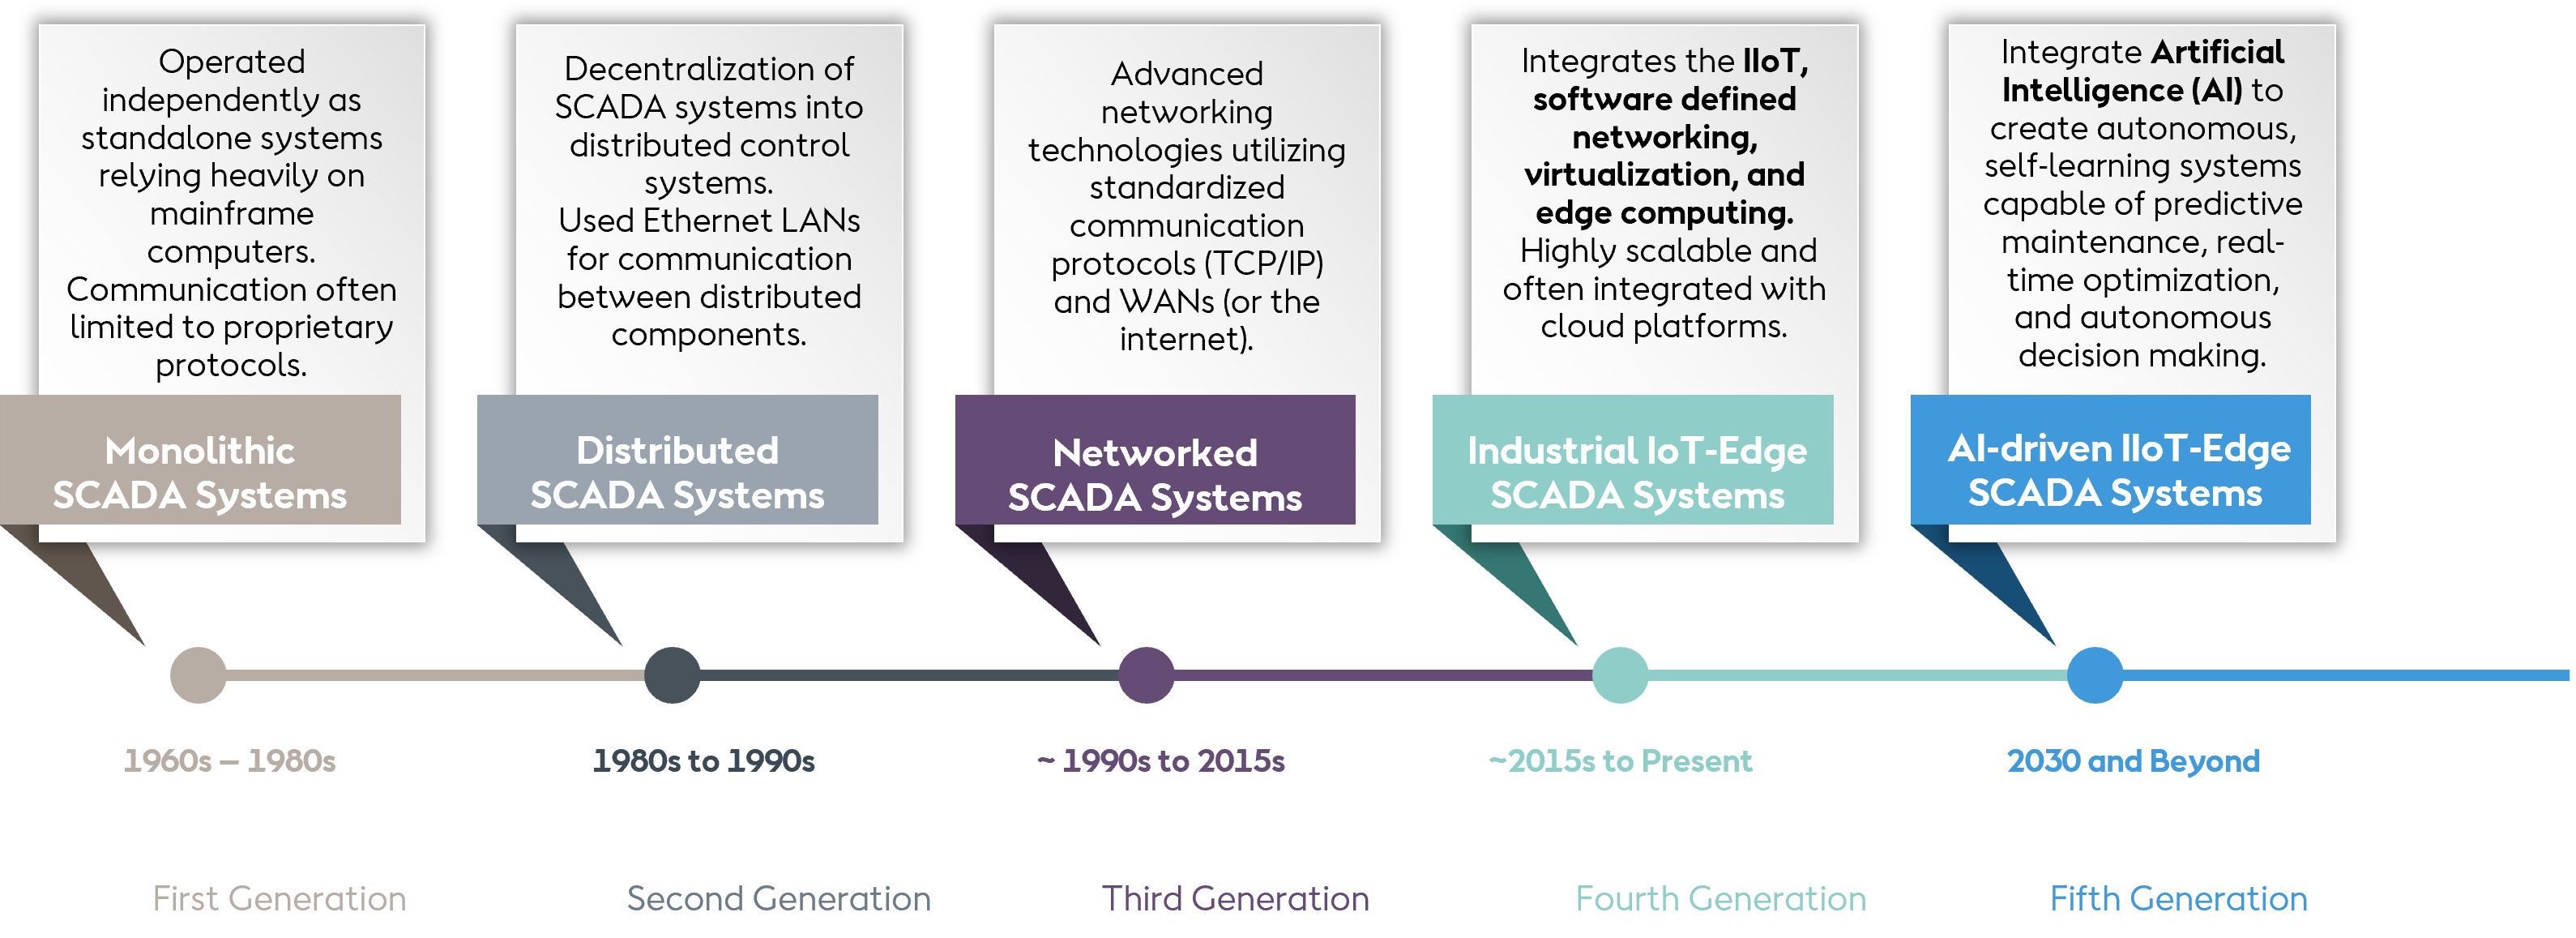 Operated
independently as
standalone systems
relying heavily on
mainframe
computers.
Communication often
limited to proprietary
protocols.
Monolithic
SCADA Systems
Decentralization of
SCADA systems into
distributed control
systems.
Used Ethernet LANs
for communication
between distributed
components.
Distributed
SCADA Systems
Advanced
networking
technologies utilizing
standardized
communication
protocols (TCP/IP)
and WANs (or the
internet).
Networked
SCADA Systems
Integrates the IIoT,
software defined
networking,
virtualization, and
edge computing.
Highly scalable and
often integrated with
cloud platforms.
Industrial IoT-Edge
SCADA Systems
Integrate Artificial
Intelligence (AI) to
create autonomous,
self-learning systems
capable of predictive
maintenance, real-
time optimization,
and autonomous
decision making.
AI-driven IIoT-Edge
SCADA Systems
1960s – 1980s
1980s to 1990s
~ 1990s to 2015s
~2015s to Present
2030 and Beyond
First Generation
Second Generation
Third Generation
Fourth Generation
Fifth Generation